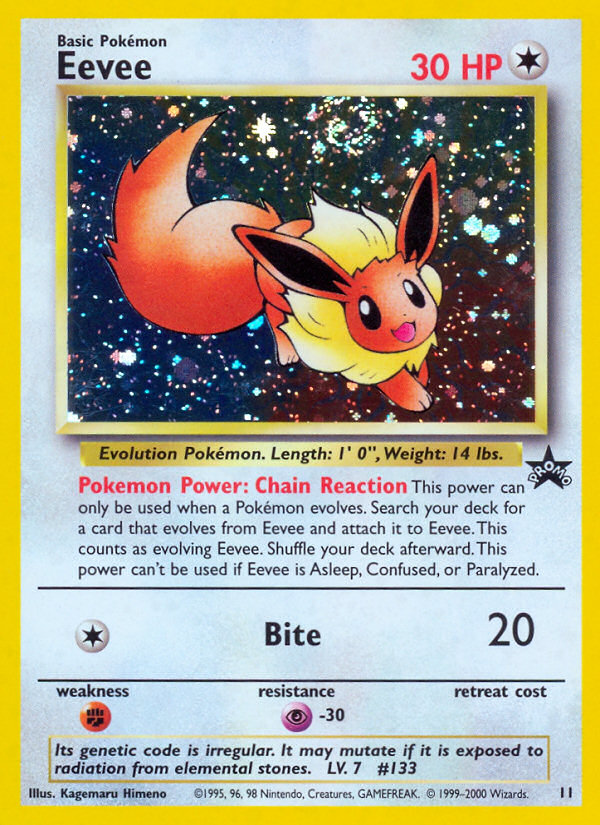 Basic Pokémon
Eevee
30 HP
Evolution Pokémon. Length: 1' 0", Weight: 14 lbs.
PROMO
Pokemon Power: Chain Reaction This power can
only be used when a Pokémon evolves. Search your deck for
a card that evolves from Eevee and attach it to Eevee. This
counts as evolving Eevee. Shuffle your deck afterward. This
power can't be used if Eevee is Asleep, Confused, or Paralyzed.
Bite 20
weakness resistance retreat cost
-30
Its genetic code is irregular. It may mutate if it is exposed to
radiation from elemental stones. LV. 7 #133
Illus. Kagemaru Himeno ©1995, 96, 98 Nintendo, Creatures, GAMEFREAK. © 1999-2000 Wizards. 11